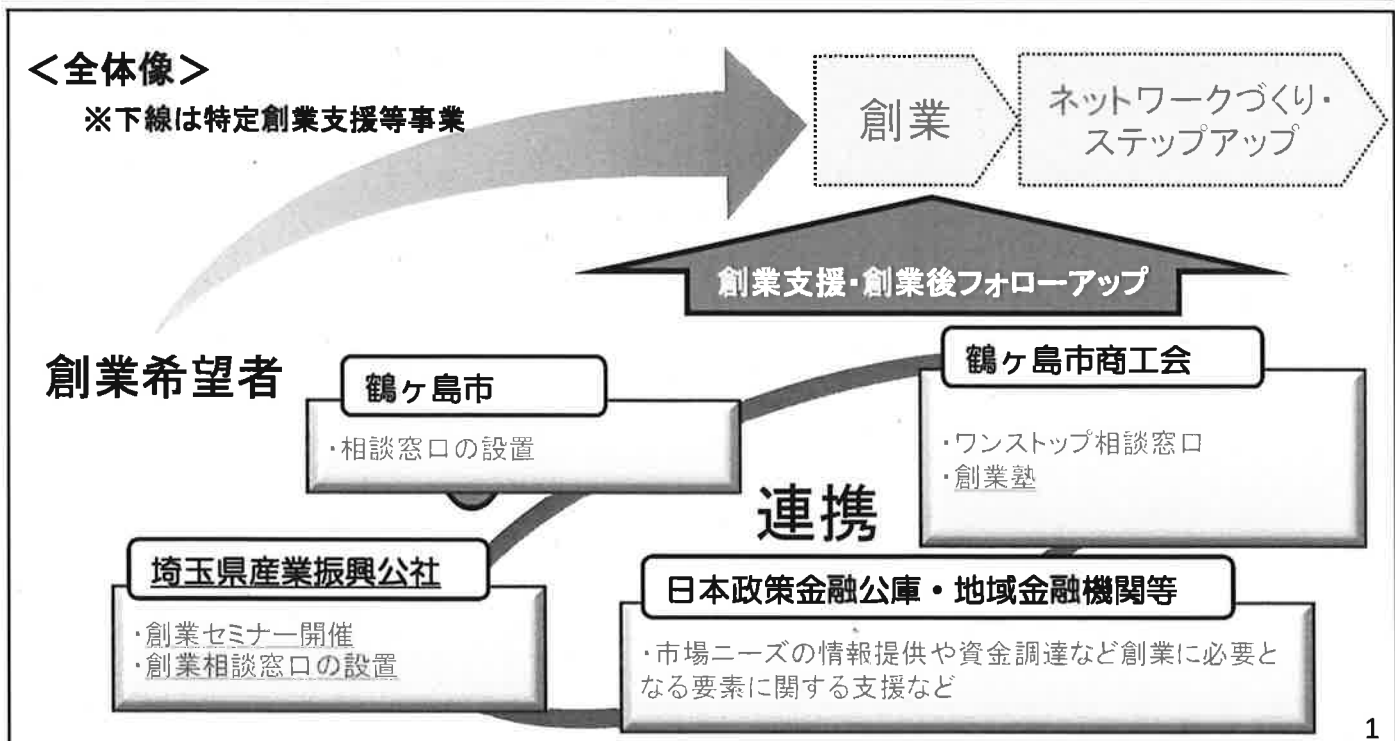 ＜全体像＞
※下線は特定創業支援等事業
創業
ネットワークづくり・
ステップアップ
創業支援・創業後フォローアップ
創業希望者
鶴ヶ島市
・相談窓口の設置
鶴ヶ島市商工会
・ワンストップ相談窓口
・創業塾
連携
埼玉県産業振興公社
・創業セミナー開催
・創業相談窓口の設置
日本政策金融公庫・地域金融機関等
・市場ニーズの情報提供や資金調達など創業に必要と
なる要素に関する支援など
1